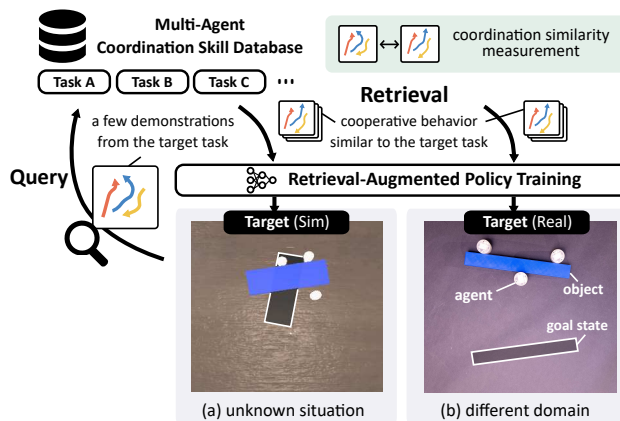 Multi-Agent
Coordination Skill Database
Task A
Task B
Task C
...
coordination similarity
measurement
Retrieval
a few demonstrations
from the target task
cooperative behavior
similar to the target task
Query
Retrieval-Augmented Policy Training
Target (Sim)
Target (Real)
agent
object
goal state
(a) unknown situation
(b) different domain